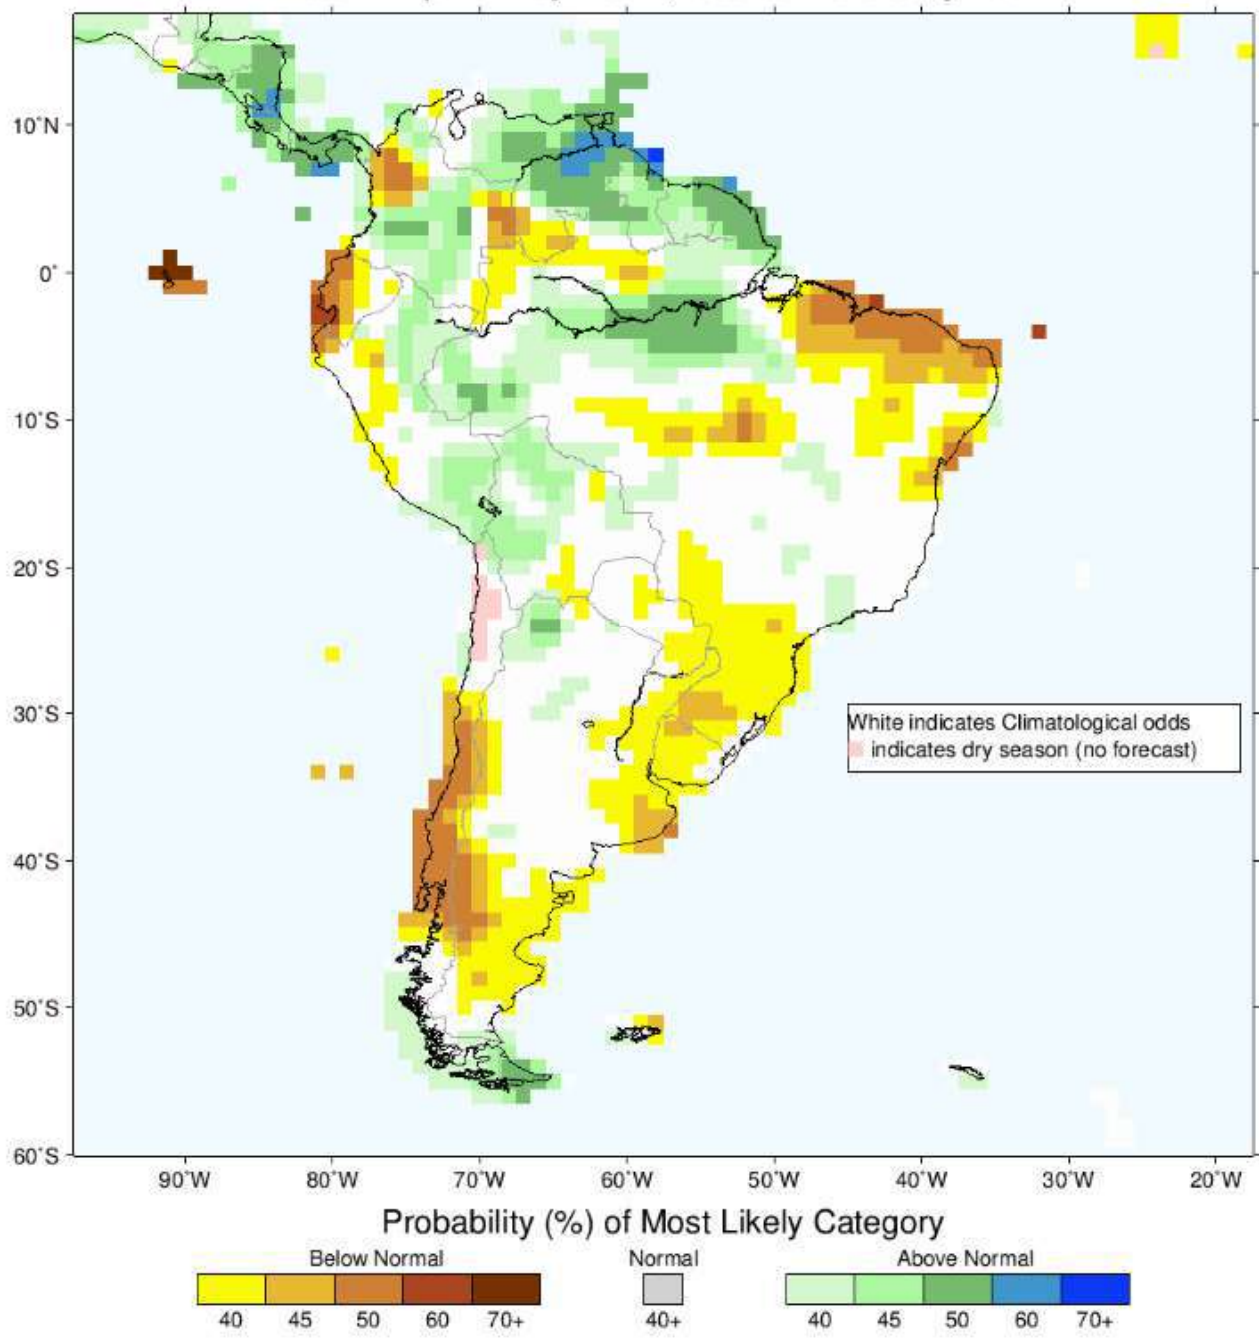 10˚N
0˚
10˚S
20˚S
30˚S
40˚S
50˚S
60˚S
White indicates Climatological odds
indicates dry season (no forecast)
90˚W 80˚W 70˚W 60˚W 50˚W 40˚W 30˚W 20˚W
Probability (%) of Most Likely Category
Below Normal Normal Above Normal
40 45 50 60 70+ 40+ 40 45 50 60 70+